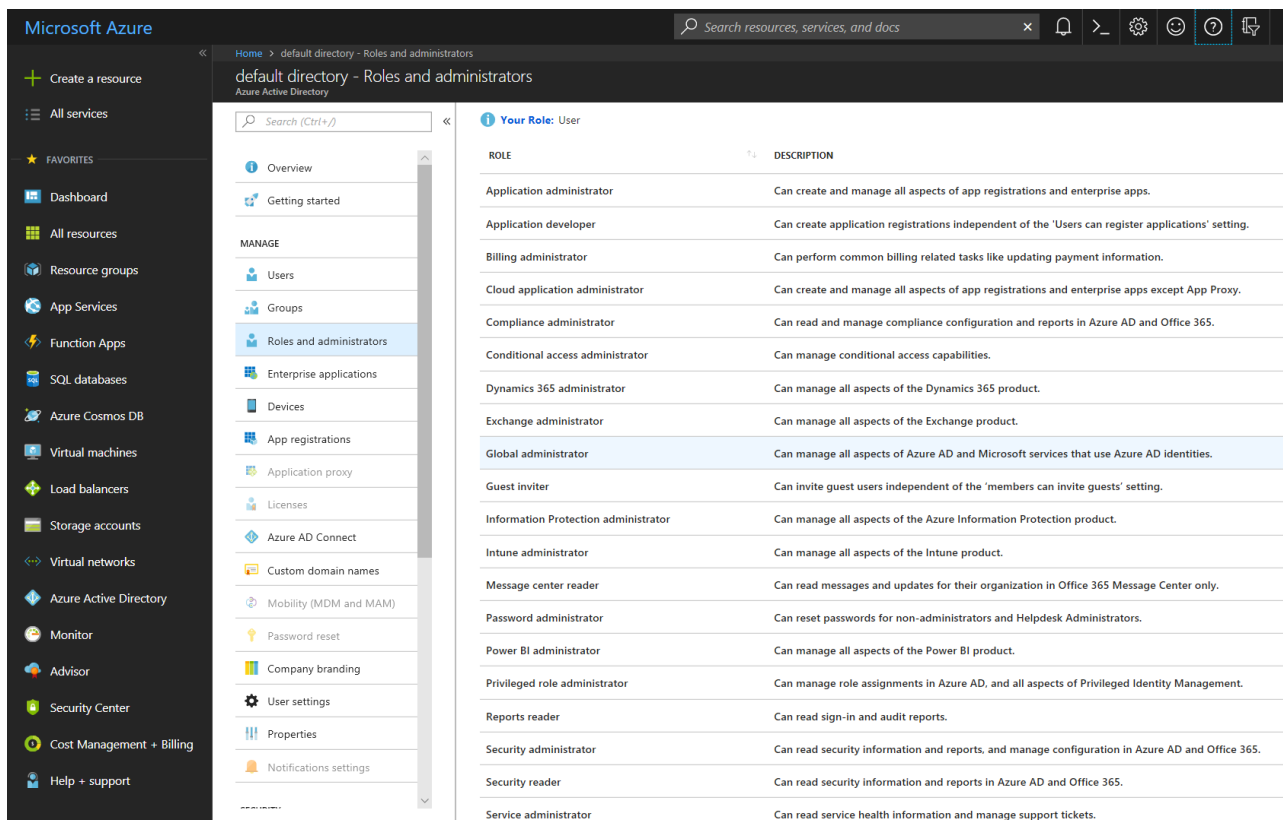 Microsoft Azure
Search resources, services, and docs
Home > default directory - Roles and administrators
default directory - Roles and administrators
Azure Active Directory
Create a resource
All services
FAVORITES
Dashboard
All resources
Resource groups
App Services
Function Apps
SQL databases
Azure Cosmos DB
Virtual machines
Load balancers
Storage accounts
Virtual networks
Azure Active Directory
Monitor
Advisor
Security Center
Cost Management + Billing
Help + support
Search (Ctrl+/)
Overview
Getting started
MANAGE
Users
Groups
Roles and administrators
Enterprise applications
Devices
App registrations
Application proxy
Licenses
Azure AD Connect
Custom domain names
Mobility (MDM and MAM)
Password reset
Company branding
User settings
Properties
Notifications settings
SECURITY
Your Role: User
ROLE DESCRIPTION
Application administrator Can create and manage all aspects of app registrations and enterprise apps.
Application developer Can create application registrations independent of the 'Users can register applications' setting.
Billing administrator Can perform common billing related tasks like updating payment information.
Cloud application administrator Can create and manage all aspects of app registrations and enterprise apps except App Proxy.
Compliance administrator Can read and manage compliance configuration and reports in Azure AD and Office 365.
Conditional access administrator Can manage conditional access capabilities.
Dynamics 365 administrator Can manage all aspects of the Dynamics 365 product.
Exchange administrator Can manage all aspects of the Exchange product.
Global administrator Can manage all aspects of Azure AD and Microsoft services that use Azure AD identities.
Guest inviter Can invite guest users independent of the 'members can invite guests' setting.
Information Protection administrator Can manage all aspects of the Azure Information Protection product.
Intune administrator Can manage all aspects of the Intune product.
Message center reader Can read messages and updates for their organization in Office 365 Message Center only.
Password administrator Can reset passwords for non-administrators and Helpdesk Administrators.
Power BI administrator Can manage all aspects of the Power BI product.
Privileged role administrator Can manage role assignments in Azure AD, and all aspects of Privileged Identity Management.
Reports reader Can read sign-in and audit reports.
Security administrator Can read security information and reports, and manage configuration in Azure AD and Office 365.
Security reader Can read security information and reports in Azure AD and Office 365.
Service administrator Can read service health information and manage support tickets.